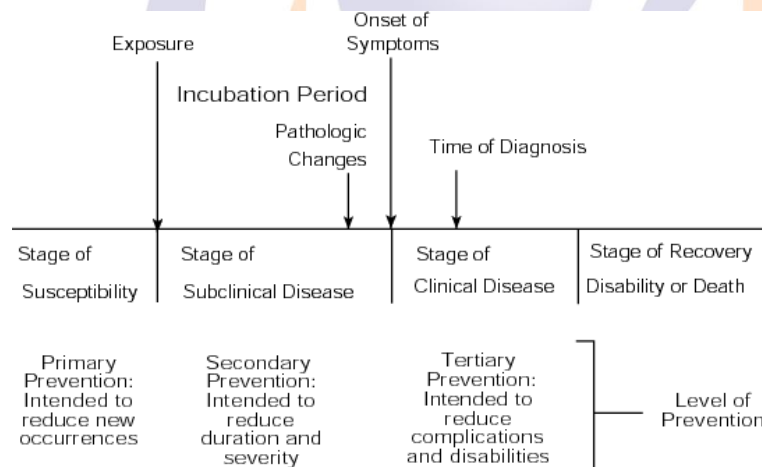 Onset of
Symptoms
Exposure
Incubation Period
Pathologic
Changes
Time of Diagnosis
Stage of
Susceptibility
Stage of
Subclinical Disease
Stage of
Clinical Disease
Stage of Recovery
Disability or Death
Primary
Prevention:
Intended to
reduce new
occurrences
Secondary
Prevention:
Intended to
reduce
duration and
severity
Tertiary
Prevention:
Intended to
reduce
complications
and disabilities
Level of
Prevention